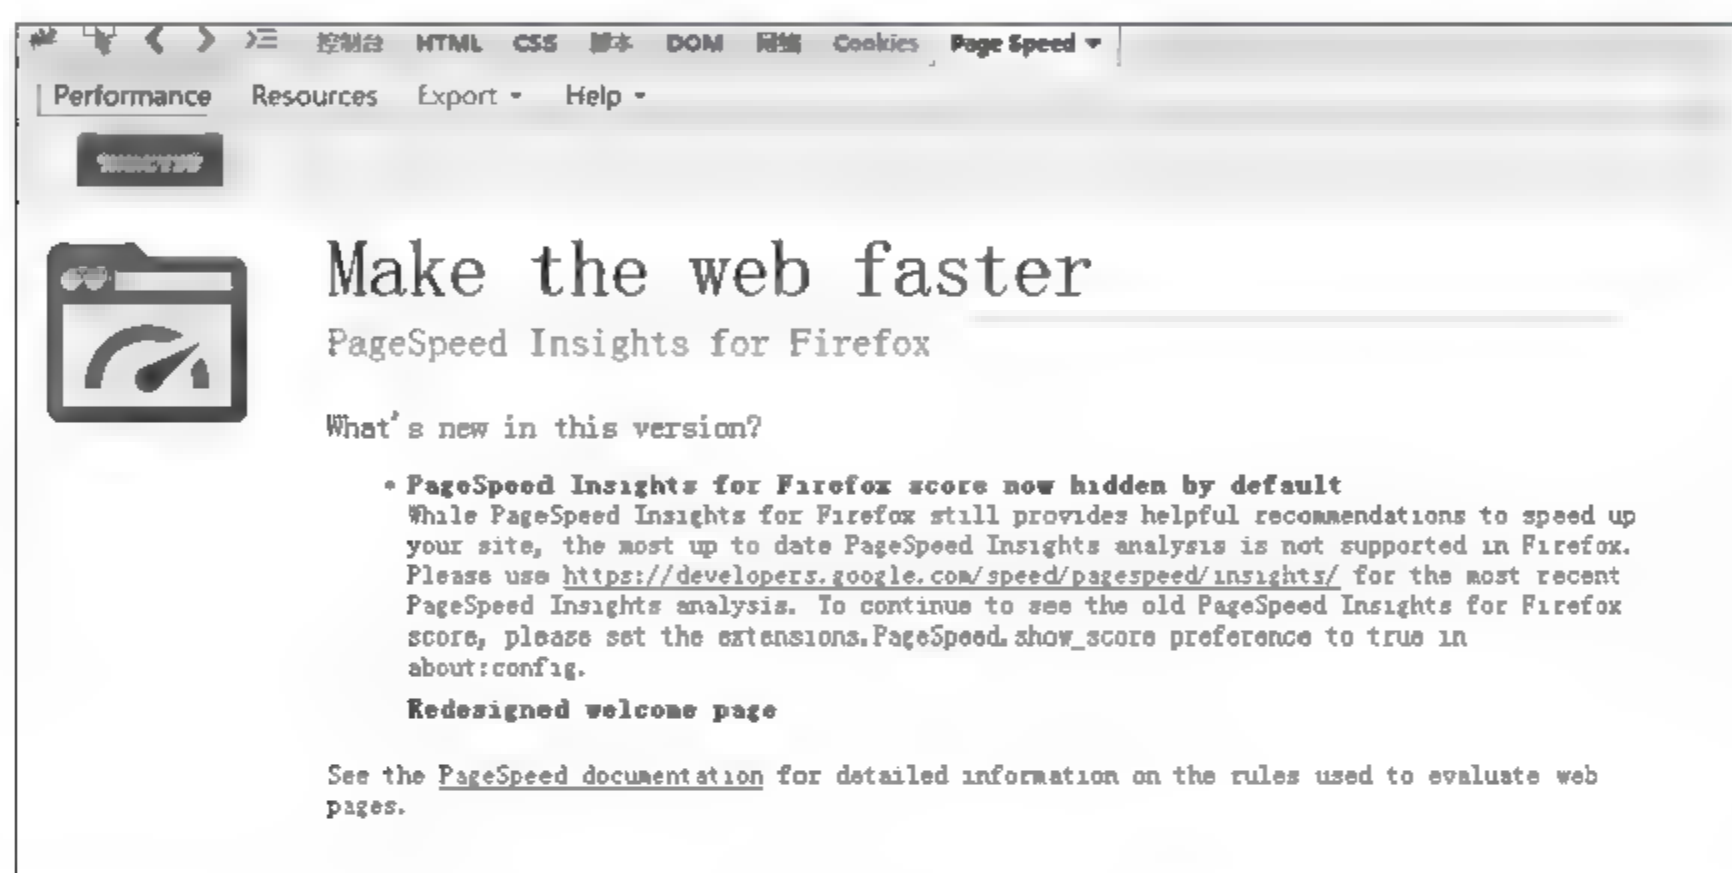 控制台 HTML CSS 脚本 DOM 网络 Cookies Page Speed
Performance Resources Export Help
Make the web faster
PageSpeed Insights for Firefox
What's new in this version?
• PageSpeed Insights for Firefox score now hidden by default
While PageSpeed Insights for Firefox still provides helpful recommendations to speed up
your site, the most up to date PageSpeed Insights analysis is not supported in Firefox.
Please use https://developers.google.com/speed/pagespeed/insights/ for the most recent
PageSpeed Insights analysis. To continue to see the old PageSpeed Insights for Firefox
score, please set the extensions.PageSpeed.show_score preference to true in
about:config.
Redesigned welcome page
See the PageSpeed documentation for detailed information on the rules used to evaluate web
pages.